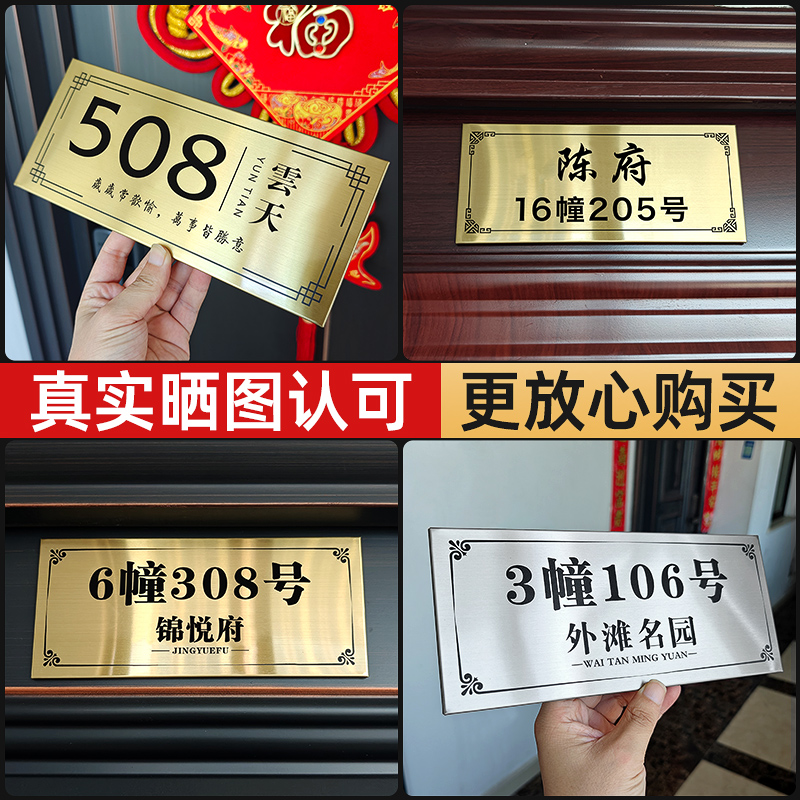 福
508
雲天
YUN TIAN
歲歲常歡愉，萬事皆勝意
陈府
16幢205号
真实晒图认可
更放心购买
6幢308号
锦悦府
JINGYUEFU
3幢106号
外滩名园
WAI TAN MING YUAN